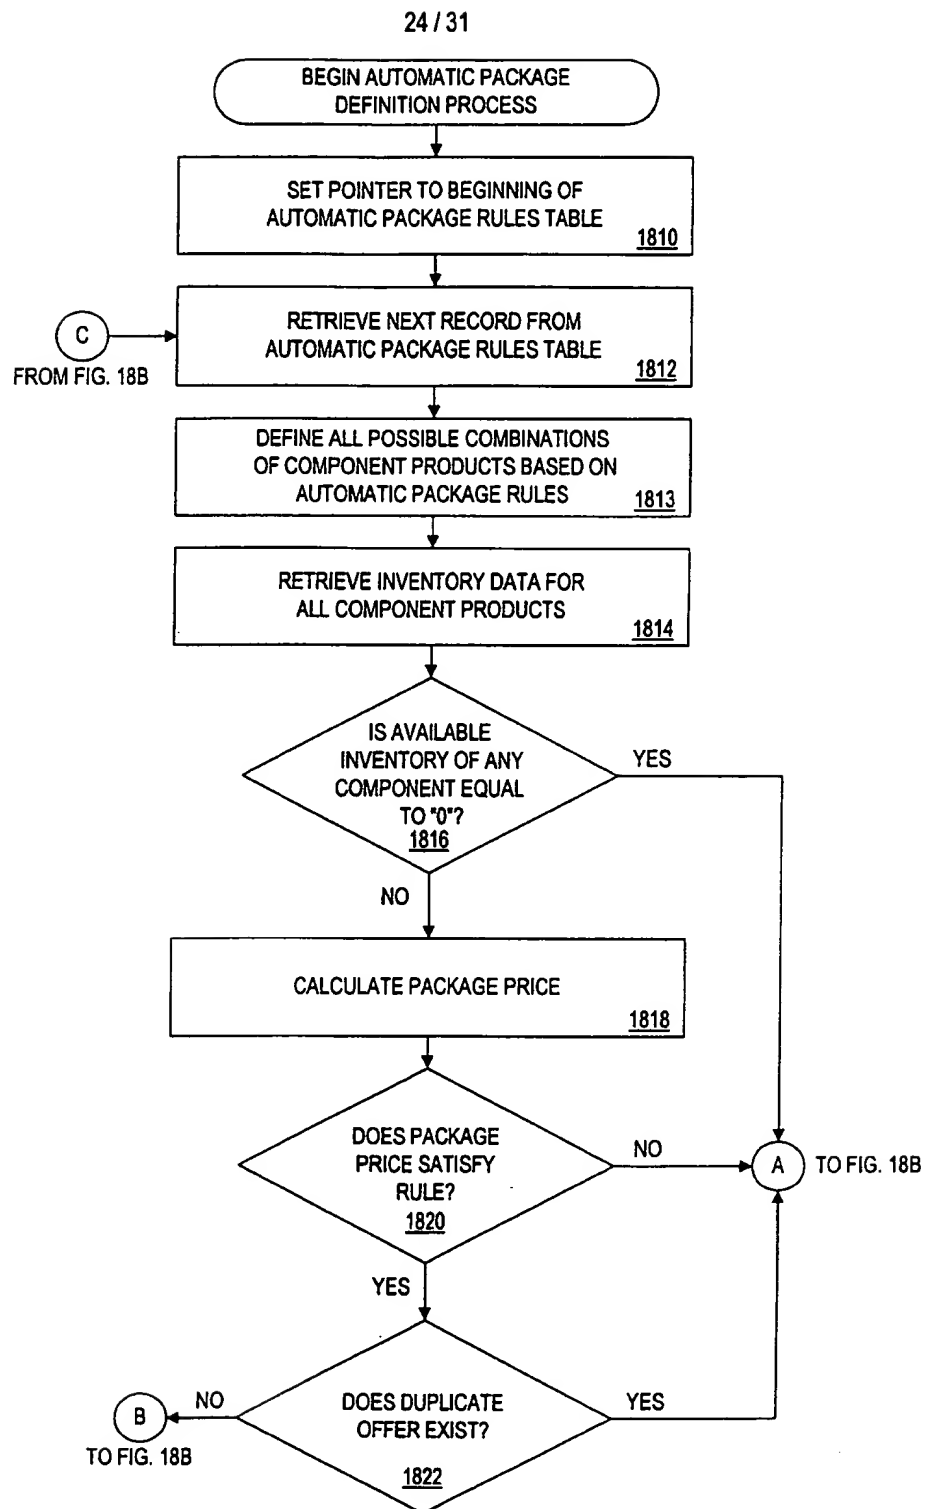 24 / 31
BEGIN AUTOMATIC PACKAGE
DEFINITION PROCESS
SET POINTER TO BEGINNING OF
AUTOMATIC PACKAGE RULES TABLE
1810
C
FROM FIG. 18B
RETRIEVE NEXT RECORD FROM
AUTOMATIC PACKAGE RULES TABLE
1812
DEFINE ALL POSSIBLE COMBINATIONS
OF COMPONENT PRODUCTS BASED ON
AUTOMATIC PACKAGE RULES
1813
RETRIEVE INVENTORY DATA FOR
ALL COMPONENT PRODUCTS
1814
IS AVAILABLE
INVENTORY OF ANY
COMPONENT EQUAL
TO "0"?
1816
YES
NO
CALCULATE PACKAGE PRICE
1818
DOES PACKAGE
PRICE SATISFY
RULE?
1820
NO
A
TO FIG. 18B
YES
DOES DUPLICATE
OFFER EXIST?
1822
YES
NO
B
TO FIG. 18B